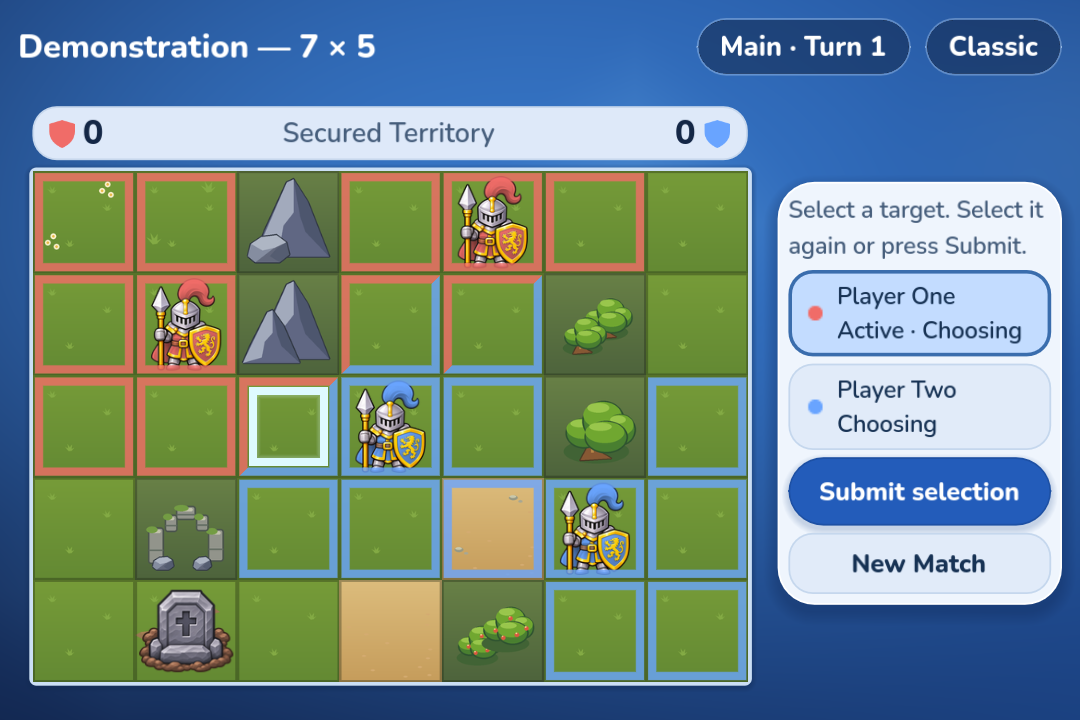 Demonstration — 7 × 5
Main · Turn 1
Classic
0
Secured Territory
0
Select a target. Select it
again or press Submit.
Player One
Active · Choosing
Player Two
Choosing
Submit selection
New Match